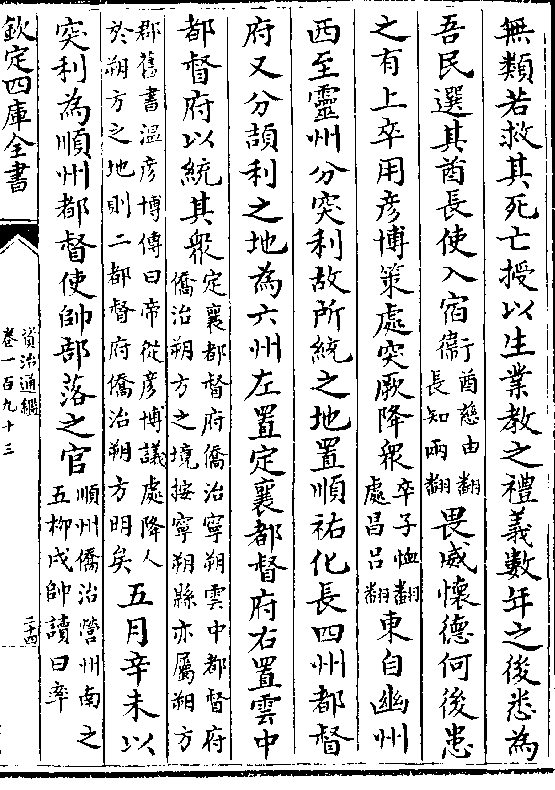 無類若救其死亡授以生業教之禮義數年之後悉為
吾民選其酋長使入宿衞酋慈由翻長知兩翻畏威懷德何後患
之有上卒用彦博策處突厥降衆卒子恤翻處昌吕翻東自幽州
西至靈州分突利故所統之地置順祐化長四州都督
府又分頡利之地為六州左置定襄都督府右置雲中
都督府以統其衆定襄都督府僑治寧朔雲中都督府僑治朔方之境按寧朔縣亦屬朔方
郡舊書温彦博傳曰帝從彦博議處降人於朔方之地則二都督府僑治朔方明矣五月辛未以
突利為順州都督使帥部落之官順州僑治營州南之五柳戍帥讀曰率
欽定四庫全書
資治通鑑
卷一百九十三
二十四